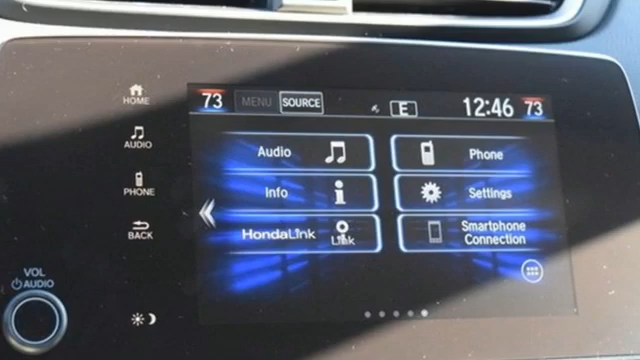 73 MENU SOURCE E 12:46 73
HOME
AUDIO
PHONE
BACK
VOL
AUDIO
Audio
Phone
Info
Settings
HondaLink
Link
Smartphone
Connection